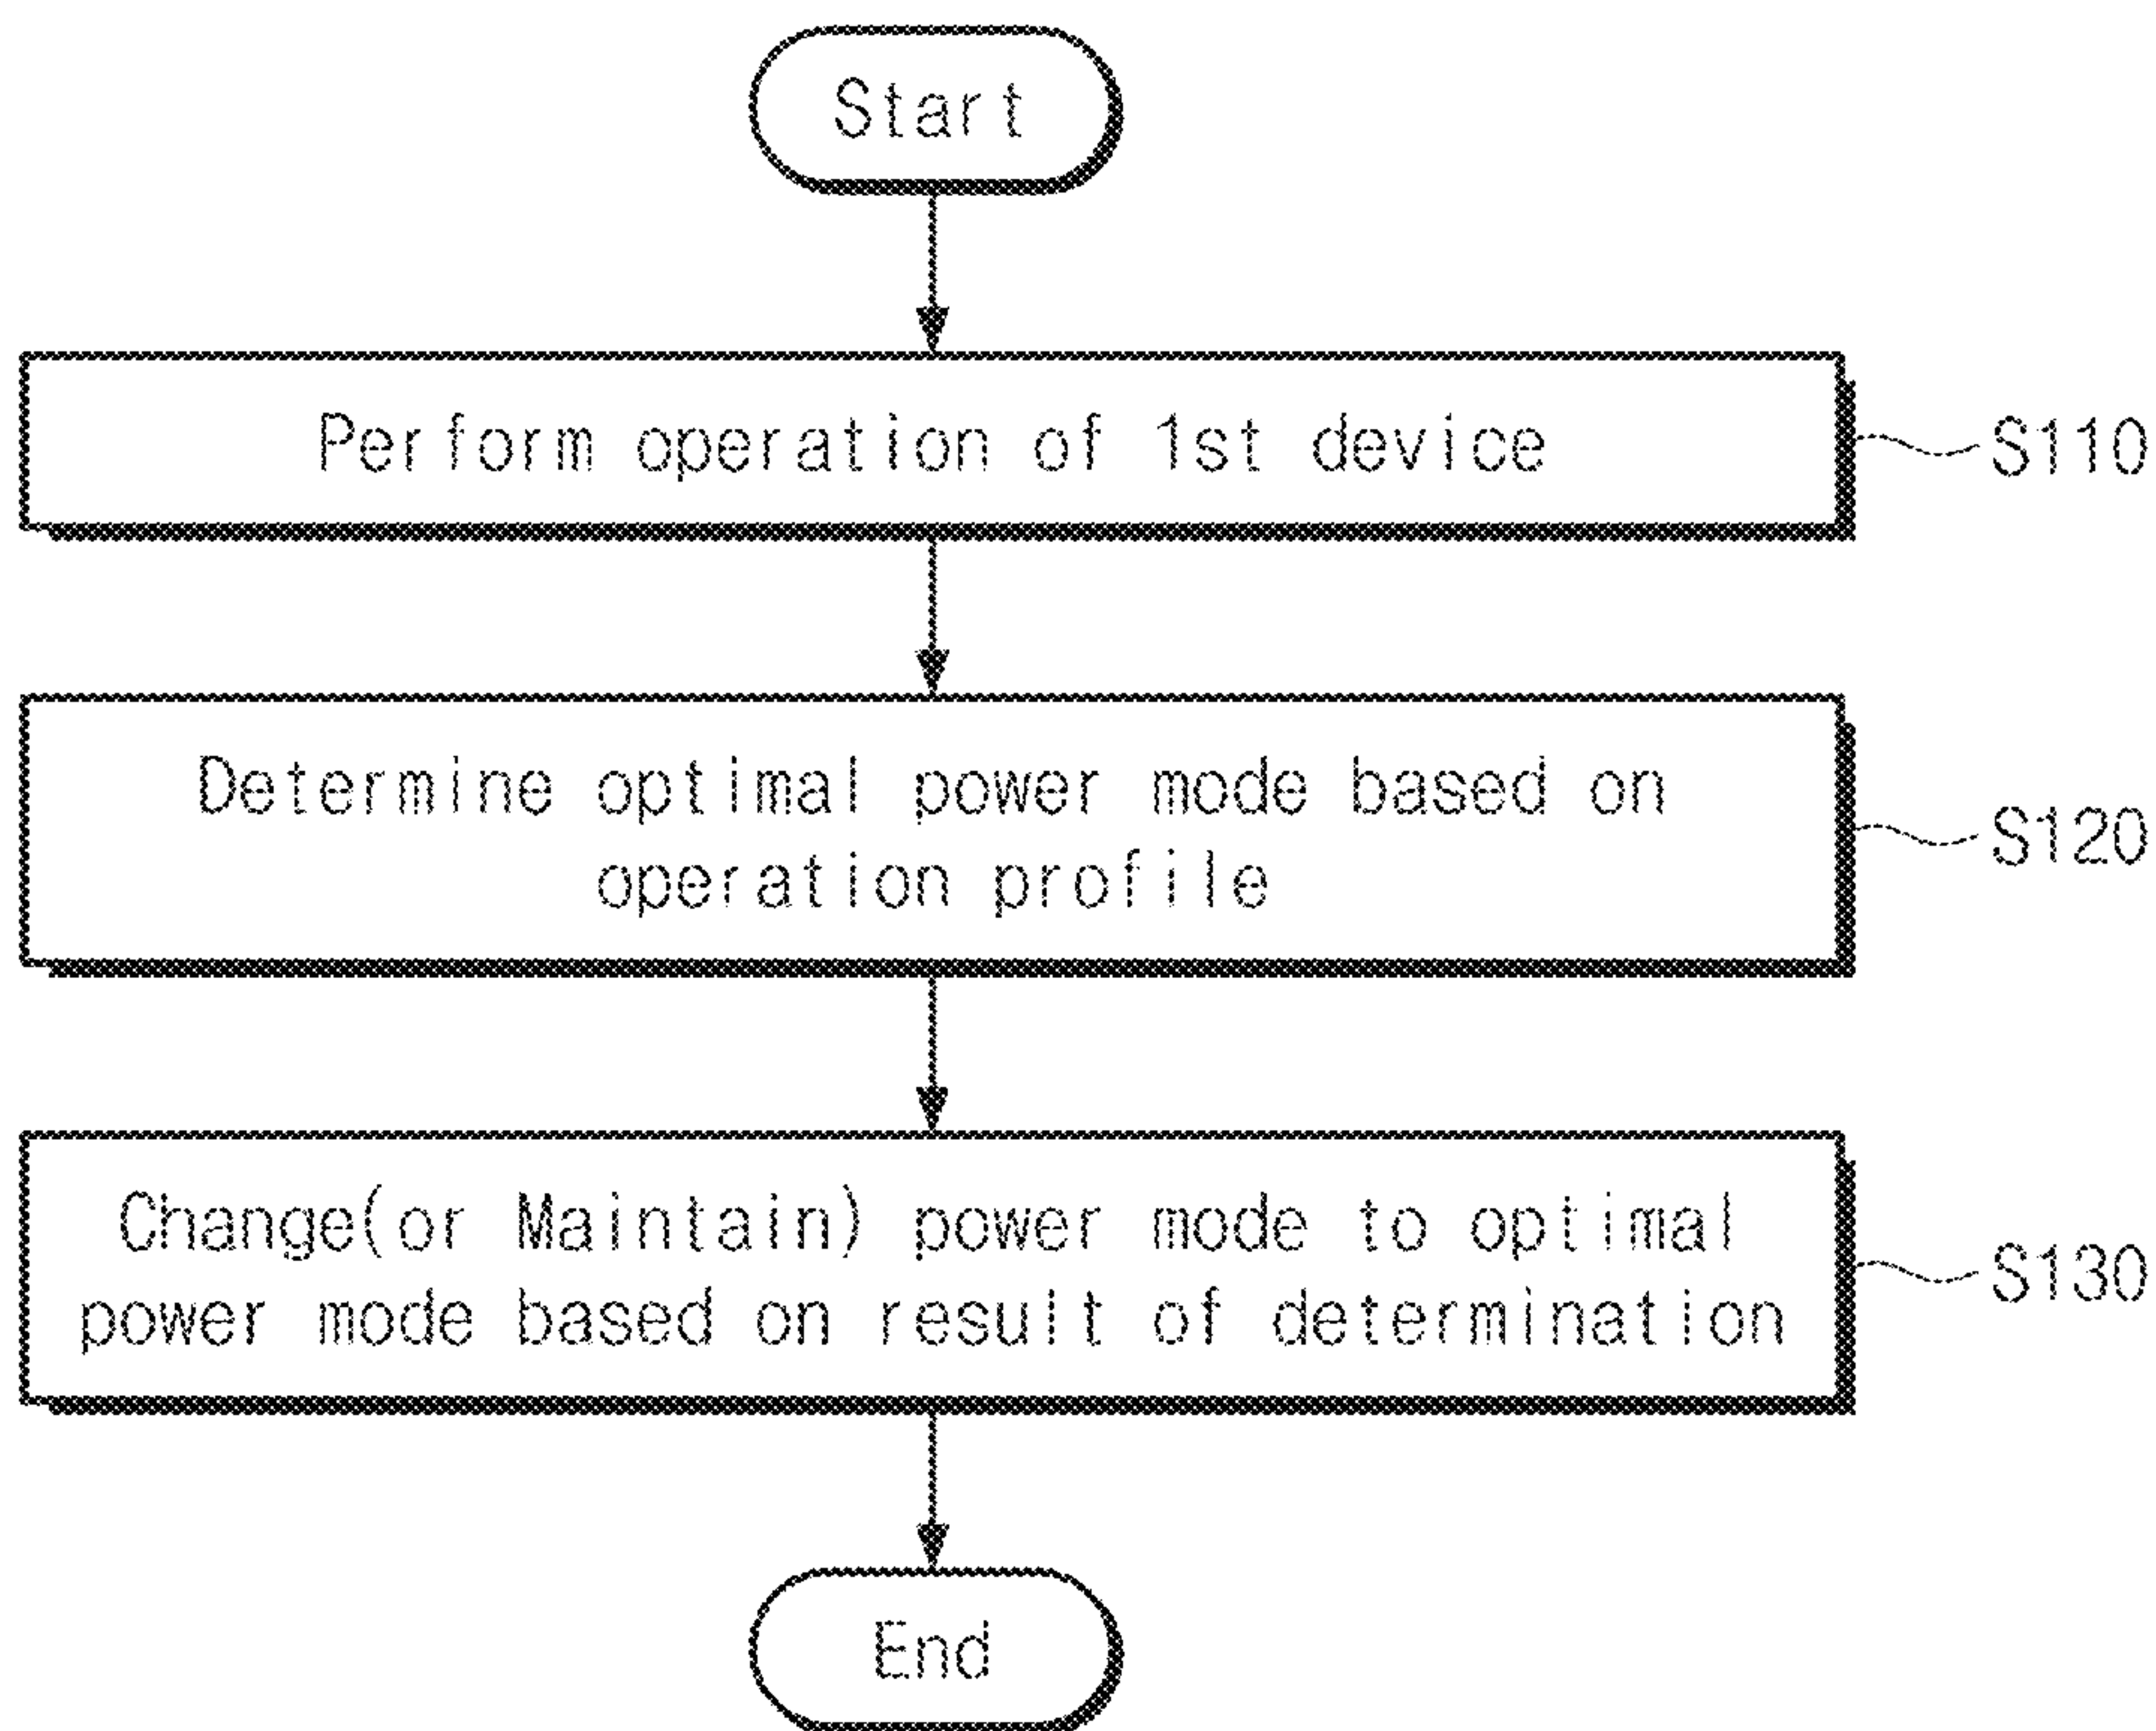 Start
Perform operation of 1st device
S110
Determine optimal power mode based on
operation profile
S120
Change(or Maintain) power mode to optimal
power mode based on result of determination
S130
End